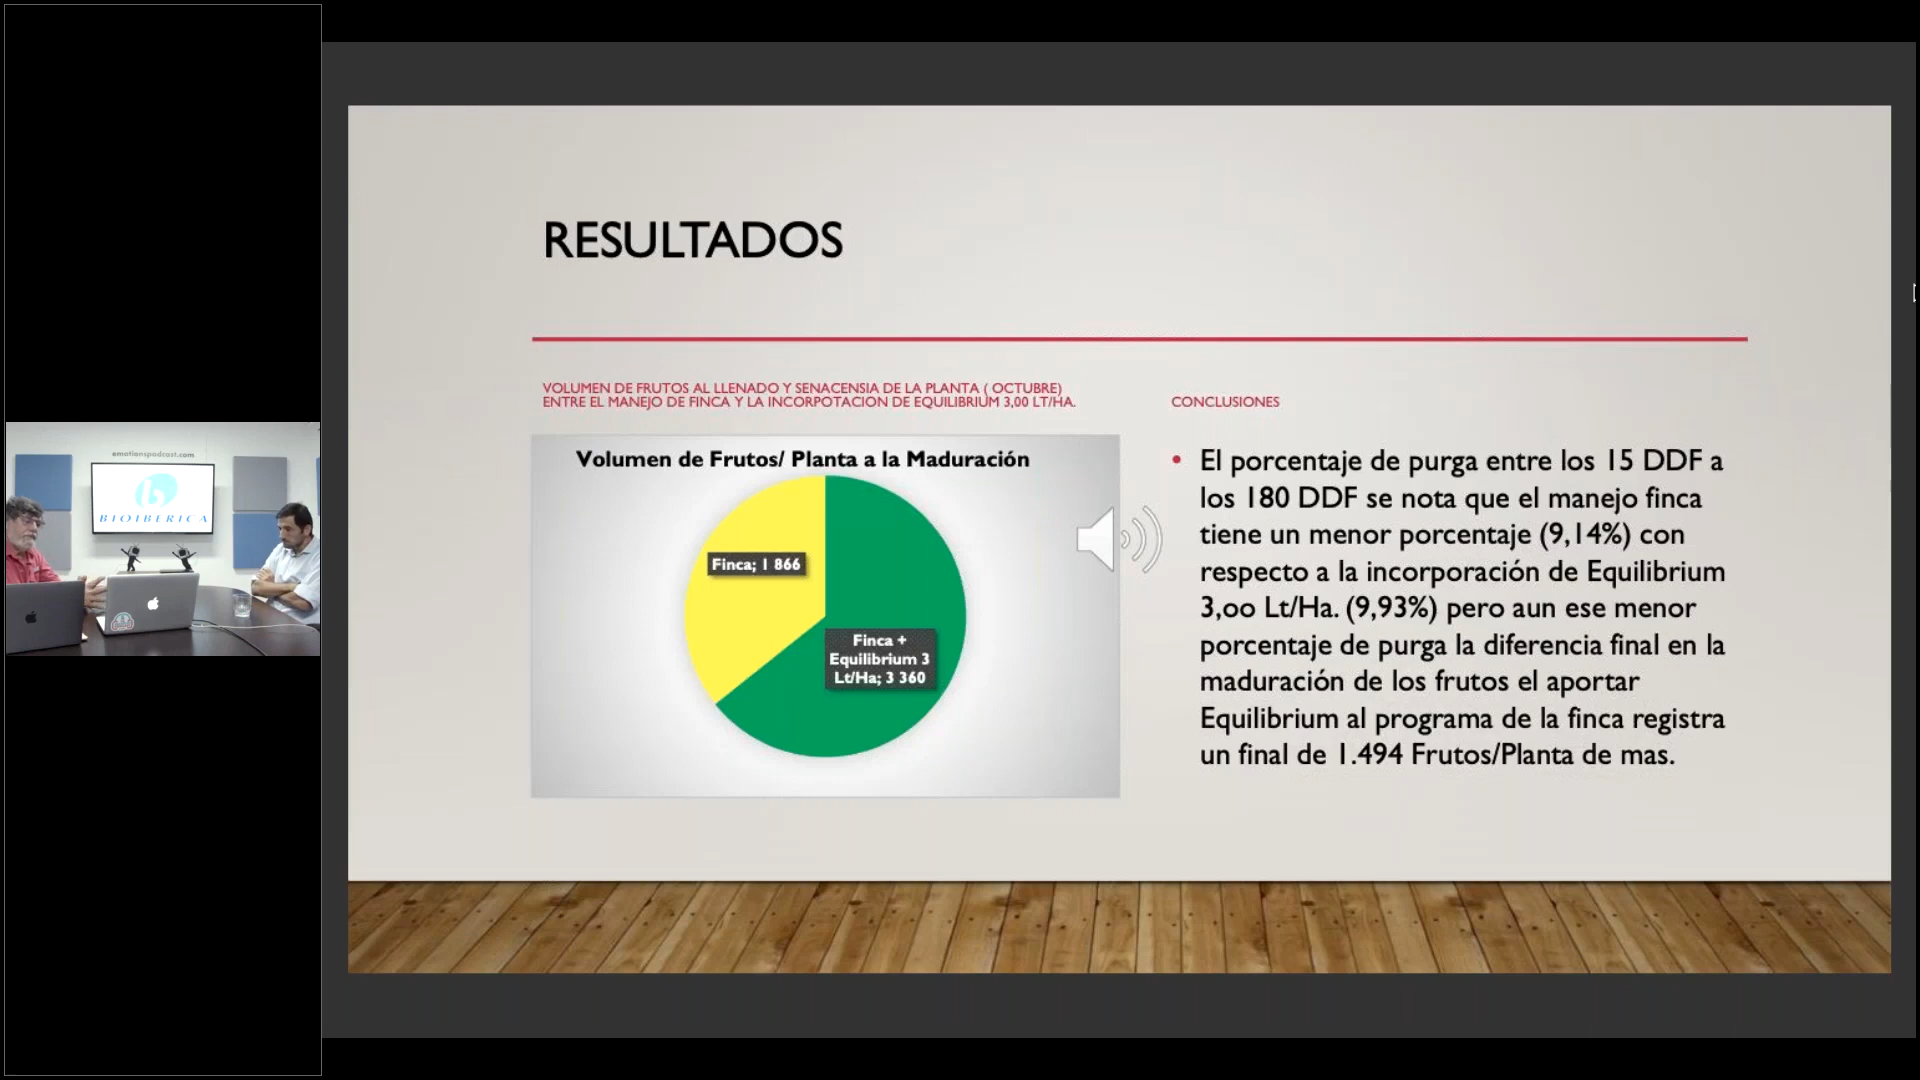 emotionspodcast.com
BIOIBERICA
RESULTADOS
VOLUMEN DE FRUTOS AL LLENADO Y SENACENSIA DE LA PLANTA ( OCTUBRE)
ENTRE EL MANEJO DE FINCA Y LA INCORPOTACION DE EQUILIBRIUM 3,00 LT/HA.
Volumen de Frutos/ Planta a la Maduración
Finca; 1 866
Finca +
Equilibrium 3
Lt/Ha; 3 360
CONCLUSIONES
• El porcentaje de purga entre los 15 DDF a
los 180 DDF se nota que el manejo finca
tiene un menor porcentaje (9,14%) con
respecto a la incorporación de Equilibrium
3,oo Lt/Ha. (9,93%) pero aun ese menor
porcentaje de purga la diferencia final en la
maduración de los frutos el aportar
Equilibrium al programa de la finca registra
un final de 1.494 Frutos/Planta de mas.